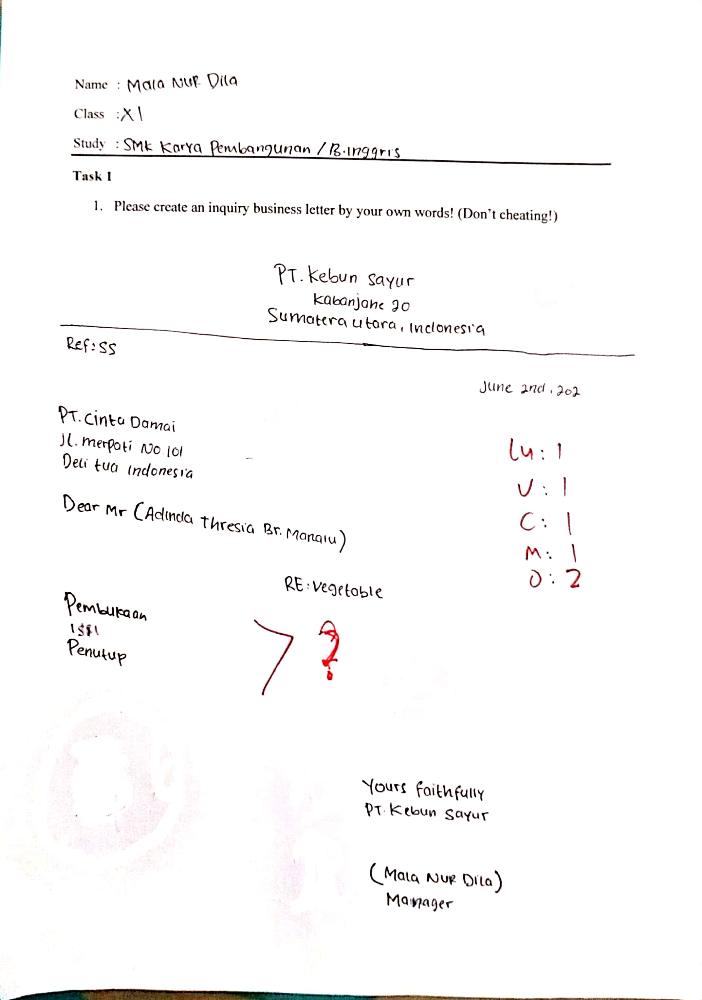 Name : Mala NUR Dila
Class : XI
Study : SMK Karya Pembangunan / B.inggris
Task 1
1. Please create an inquiry business letter by your own words! (Don't cheating!)
PT. Kebun sayur
Kabanjahe 20
Sumatera utara, Indonesia
Ref: SS
June 2nd, 202
PT. Cinta Damai
Jl. merpati No 101
Deli tua Indonesia
Dear Mr (Adinda Thresia Br. Manalu)
LU : 1
V : 1
C : 1
M : 1
O : 2
RE : vegetable
Pembukaan
Penutup
?
Yours faithfully
PT. Kebun sayur
(Mala NUR Dila)
Manager